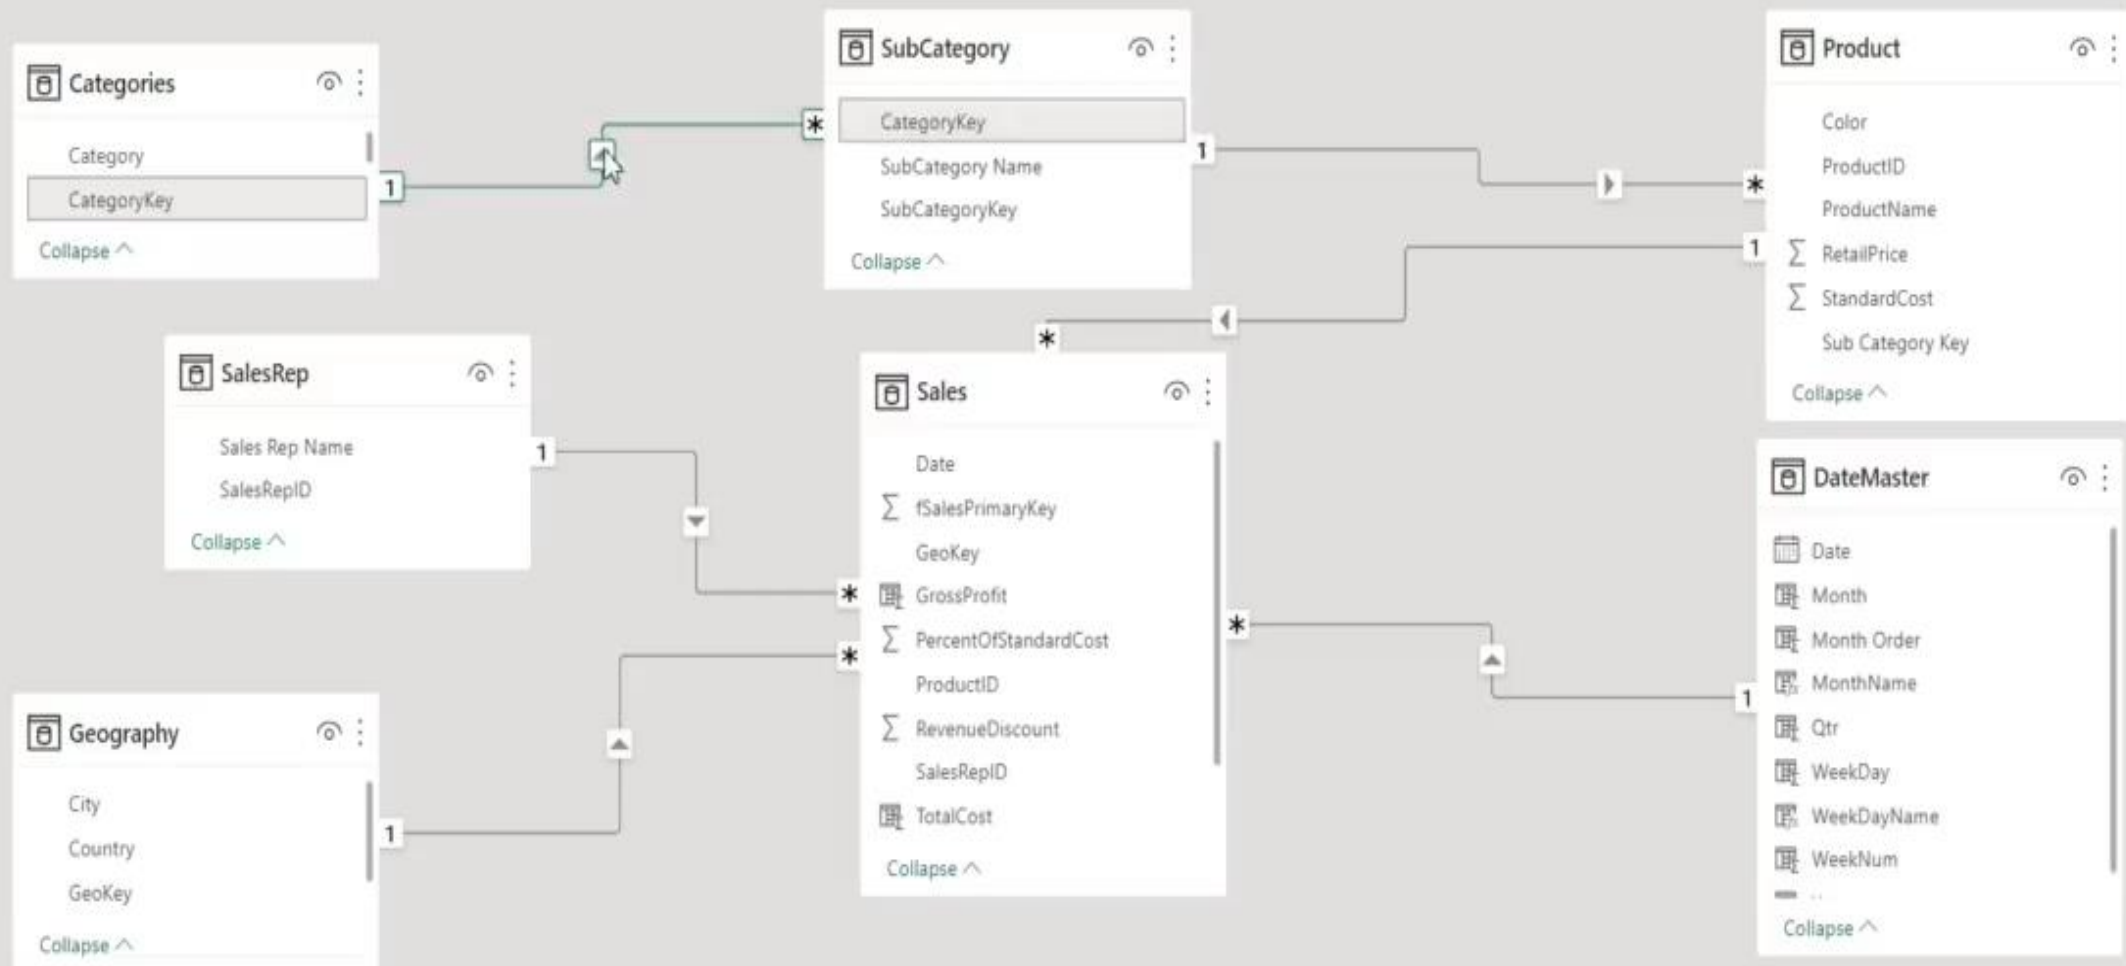 Categories
Category
CategoryKey
Collapse
1
*
SubCategory
CategoryKey
SubCategory Name
SubCategoryKey
Collapse
1
*
Product
Color
ProductID
ProductName
RetailPrice
StandardCost
Sub Category Key
Collapse
1
*
SalesRep
Sales Rep Name
SalesRepID
Collapse
1
*
Sales
Date
fSalesPrimaryKey
GeoKey
GrossProfit
PercentOfStandardCost
ProductID
RevenueDiscount
SalesRepID
TotalCost
Collapse
*
DateMaster
Date
Month
Month Order
MonthName
Qtr
WeekDay
WeekDayName
WeekNum
Collapse
1
*
Geography
City
Country
GeoKey
Collapse
1